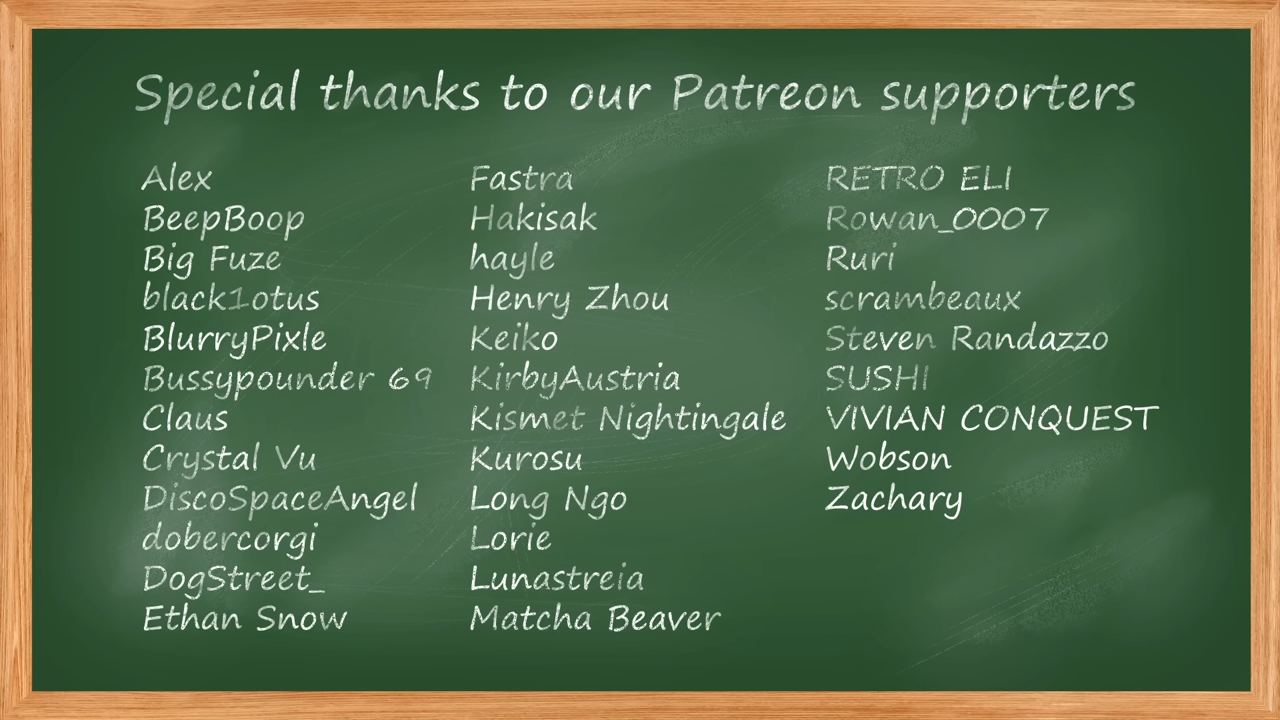 Special thanks to our Patreon supporters
Alex
BeepBoop
Big Fuze
black1otus
BlurryPixle
Bussypounder 69
Claus
Crystal Vu
DiscoSpaceAngel
dobercorgi
DogStreet_
Ethan Snow
Fastra
Hakisak
hayle
Henry Zhou
Keiko
KirbyAustria
Kismet Nightingale
Kurosu
Long Ngo
Lorie
Lunastreia
Matcha Beaver
RETRO ELI
Rowan_0007
Ruri
scrambeaux
Steven Randazzo
SUSHI
VIVIAN CONQUEST
Wobson
Zachary